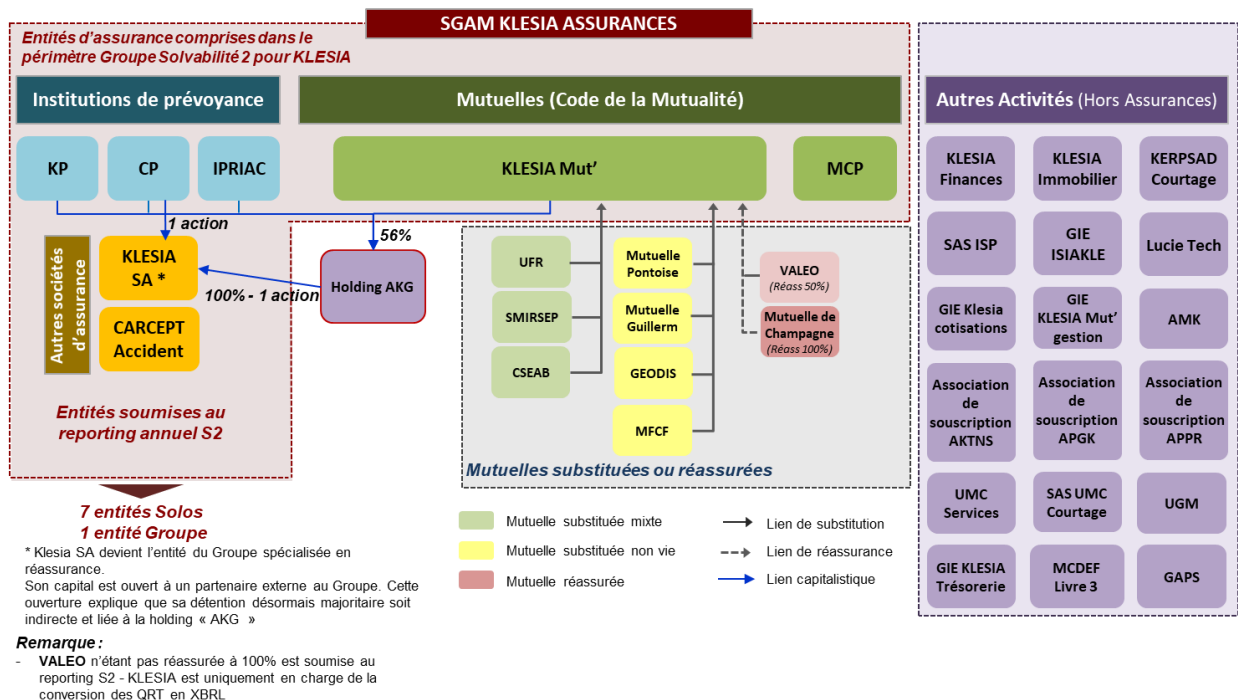 SGAM KLESIA ASSURANCES
Entités d'assurance comprises dans le
périmètre Groupe Solvabilité 2 pour KLESIA
Institutions de prévoyance
Mutuelles (Code de la Mutualité)
KP
CP
IPRIAC
KLESIA Mut'
MCP
1 action
56%
Autres sociétés
d'assurance
KLESIA
SA *
100% - 1 action
Holding AKG
CARCEPT
Accident
Entités soumises au
reporting annuel S2
UFR
SMIRSEP
CSEAB
Mutuelle
Pontoise
Mutuelle
Guillerm
GEODIS
MFCF
VALEO
(Réass 50%)
Mutuelle de
Champagne
(Réass 100%)
Mutuelles substituées ou réassurées
7 entités Solos
1 entité Groupe
* Klesia SA devient l'entité du Groupe spécialisée en
réassurance.
Son capital est ouvert à un partenaire externe au Groupe. Cette
ouverture explique que sa détention désormais majoritaire soit
indirecte et liée à la holding « AKG »
Remarque :
- VALEO n'étant pas réassurée à 100% est soumise au
reporting S2 - KLESIA est uniquement en charge de la
conversion des QRT en XBRL
Mutuelle substituée mixte
Mutuelle substituée non vie
Mutuelle réassurée
Lien de substitution
Lien de réassurance
Lien capitalistique
Autres Activités (Hors Assurances)
KLESIA
Finances
KLESIA
Immobilier
KERPSAD
Courtage
SAS ISP
GIE
ISIAKLE
Lucie Tech
GIE Klesia
cotisations
GIE
KLESIA Mut'
gestion
AMK
Association
de
souscription
AKTNS
Association
de
souscription
APGK
Association
de
souscription
APPR
UMC
Services
SAS UMC
Courtage
UGM
GIE KLESIA
Trésorerie
MCDEF
Livre 3
GAPS